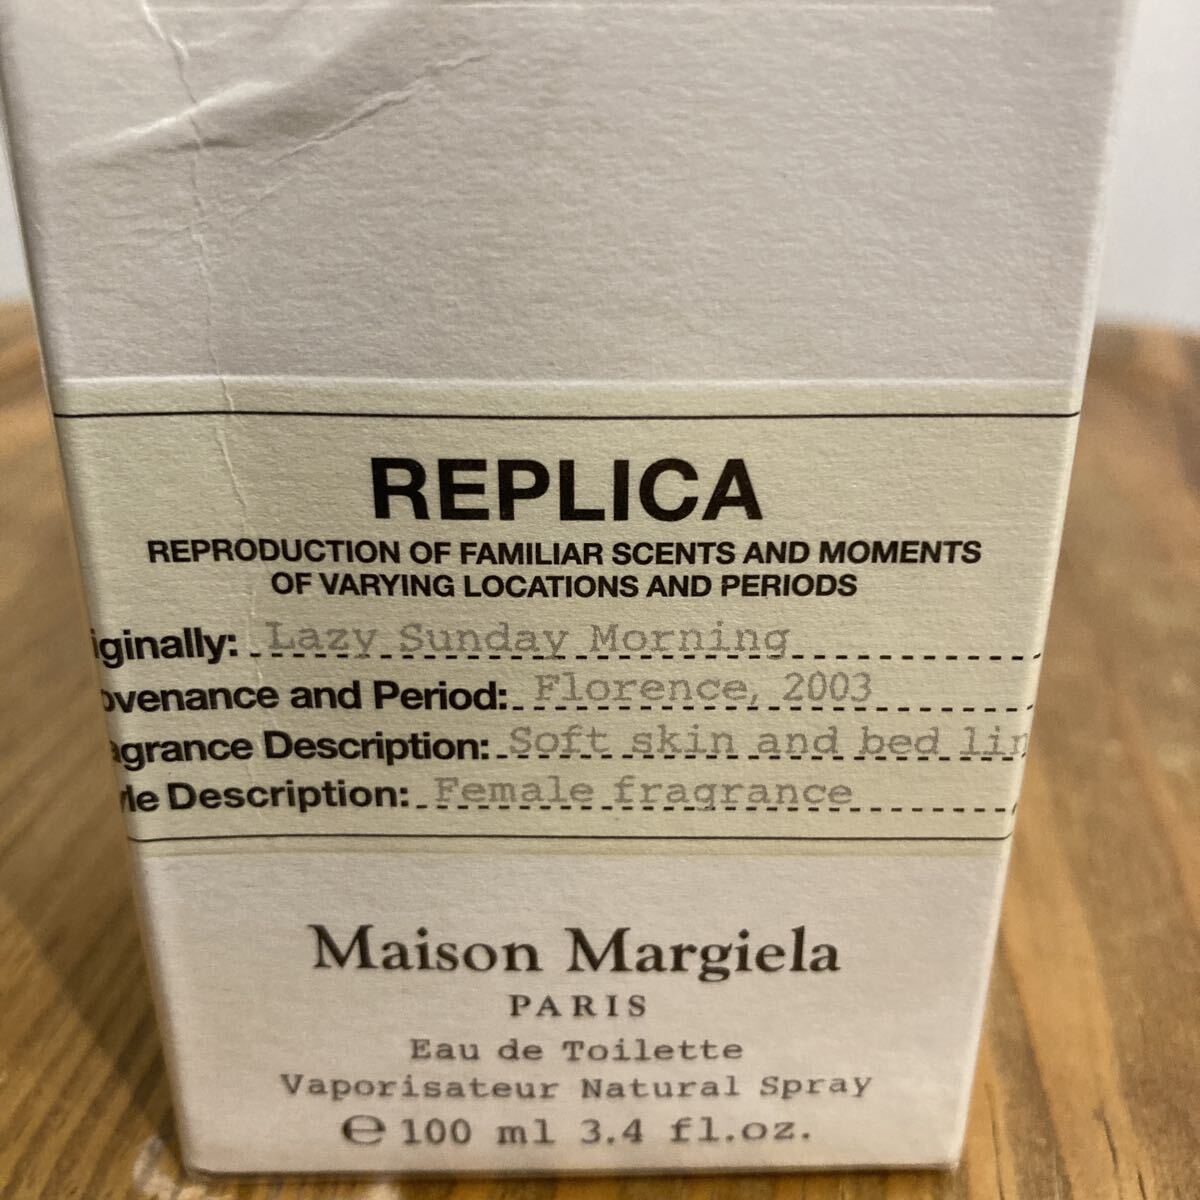 REPLICA
REPRODUCTION OF FAMILIAR SCENTS AND MOMENTS
OF VARYING LOCATIONS AND PERIODS
iginally: Lazy Sunday Morning
ovenance and Period: Florence, 2003
agrance Description: Soft skin and bed lin
yle Description: Female fragrance
Maison Margiela
PARIS
Eau de Toilette
Vaporisateur Natural Spray
℮ 100 ml 3.4 fl.oz.